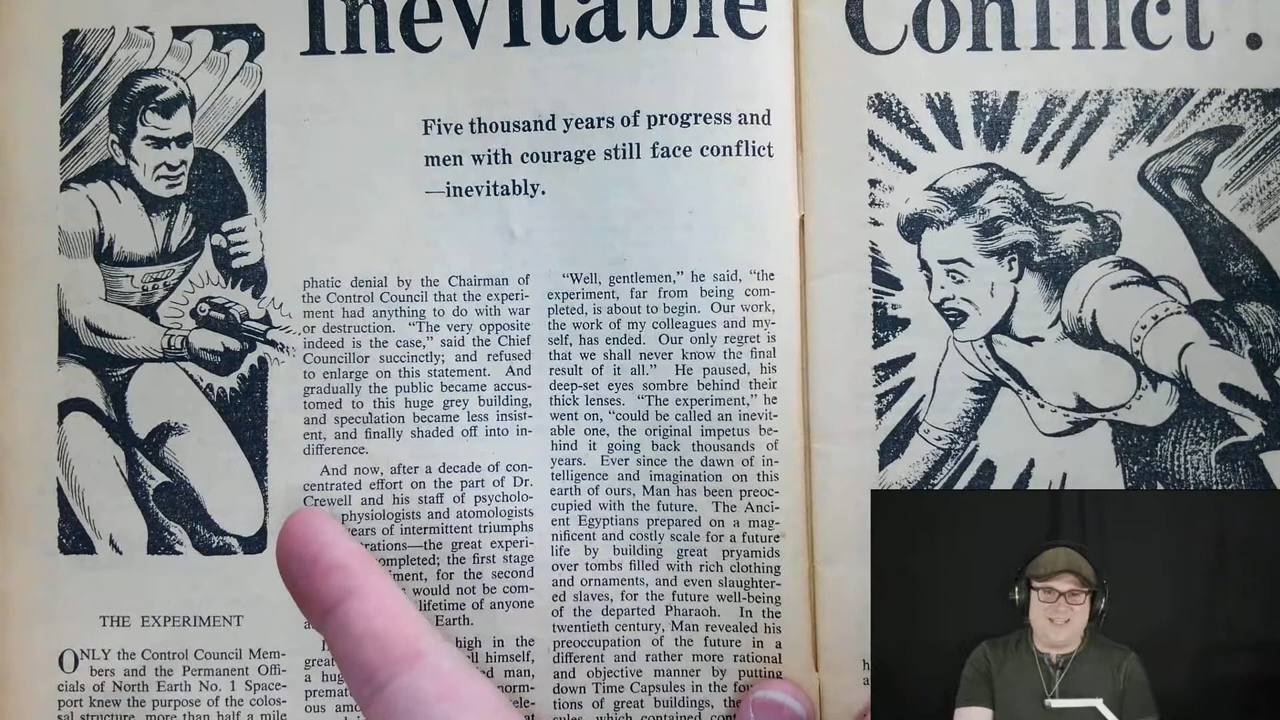 Inevitable Conflict .
Five thousand years of progress and
men with courage still face conflict
—inevitably.
THE EXPERIMENT
ONLY the Control Council Mem-
bers and the Permanent Offi-
cials of North Earth No. 1 Space-
port knew the purpose of the colos-
sal structure, more than half a mile
phatic denial by the Chairman of
the Control Council that the experi-
ment had anything to do with war
or destruction. “The very opposite
indeed is the case,” said the Chief
Councillor succinctly; and refused
to enlarge on this statement. And
gradually the public became accus-
tomed to this huge grey building,
and speculation became less insist-
ent, and finally shaded off into in-
difference.
And now, after a decade of con-
centrated effort on the part of Dr.
Crewell and his staff of psycholo-
physiologists and atomologists
years of intermittent triumphs
the great experi-
the first stage
for the second
would not be com-
lifetime of anyone
Earth.
high in the
great himself,
a hug man,
premat norm-
ous
“Well, gentlemen,” he said, “the
experiment, far from being com-
pleted, is about to begin. Our work,
the work of my colleagues and my-
self, has ended. Our only regret is
that we shall never know the final
result of it all.” He paused, his
deep-set eyes sombre behind their
thick lenses. “The experiment,” he
went on, “could be called an inevit-
able one, the original impetus be-
hind it going back thousands of
years. Ever since the dawn of in-
telligence and imagination on this
earth of ours, Man has been preoc-
cupied with the future. The Anci-
ent Egyptians prepared on a mag-
nificent and costly scale for a future
life by building great pryamids
over tombs filled with rich clothing
and ornaments, and even slaughter-
ed slaves, for the future well-being
of the departed Pharaoh. In the
twentieth century, Man revealed his
preoccupation of the future in a
different and rather more rational
and objective manner by putting
down Time Capsules in the
tions of great buildings,
sules, which contained